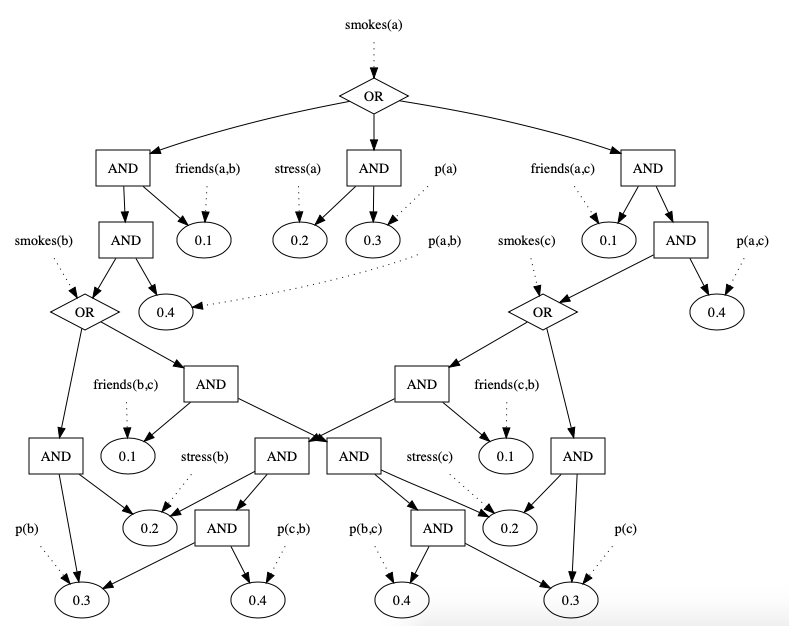 smokes(a)
OR
AND
friends(a,b)
stress(a)
AND
p(a)
friends(a,c)
AND
smokes(b)
AND
0.1
0.2
0.3
p(a,b)
smokes(c)
0.1
AND
p(a,c)
OR
0.4
OR
0.4
friends(b,c)
AND
AND
friends(c,b)
AND
0.1
stress(b)
AND
AND
stress(c)
0.1
AND
p(b)
0.2
AND
p(c,b)
p(b,c)
AND
0.2
p(c)
0.3
0.4
0.4
0.3